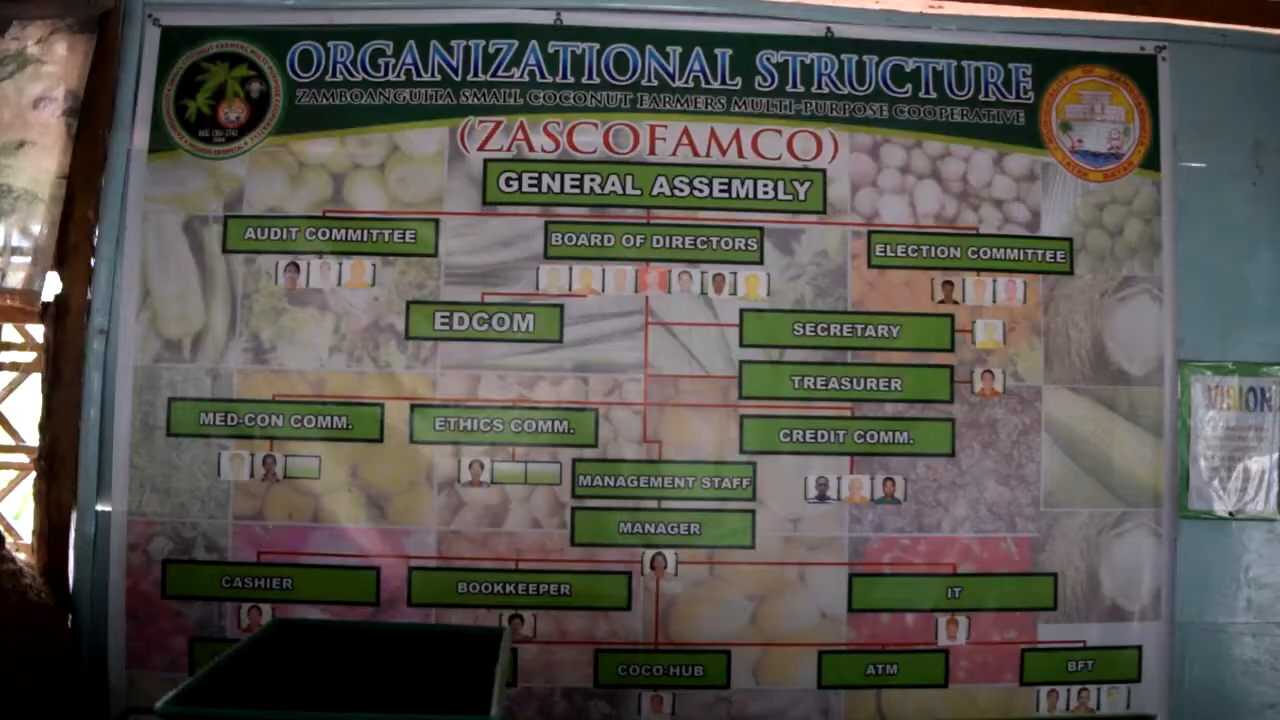 ORGANIZATIONAL STRUCTURE
ZAMBOANGUITA SMALL COCONUT FARMERS MULTI-PURPOSE COOPERATIVE
(ZASCOFAMCO)
GENERAL ASSEMBLY
AUDIT COMMITTEE
BOARD OF DIRECTORS
ELECTION COMMITTEE
EDCOM
SECRETARY
TREASURER
MED-CON COMM.
ETHICS COMM.
CREDIT COMM.
MANAGEMENT STAFF
MANAGER
CASHIER
BOOKKEEPER
IT
COCO-HUB
ATM
BFT
VISION